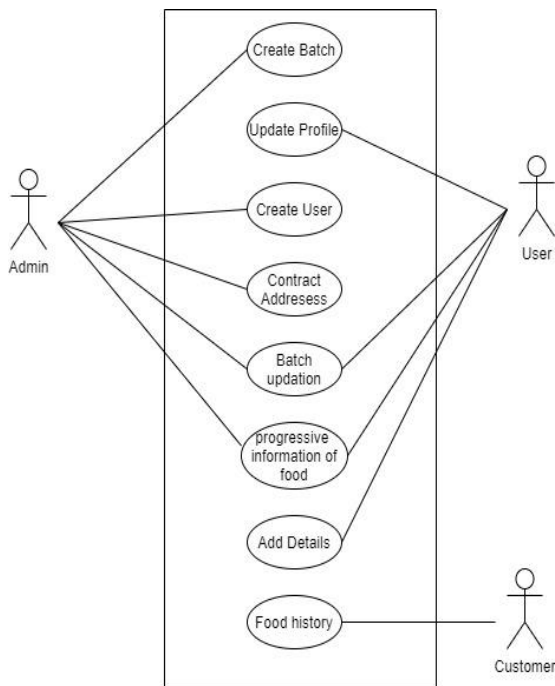 Create Batch
Update Profile
Create User
Admin
User
Contract
Addresess
Batch
updation
progressive
information of
food
Add Details
Food history
Customer